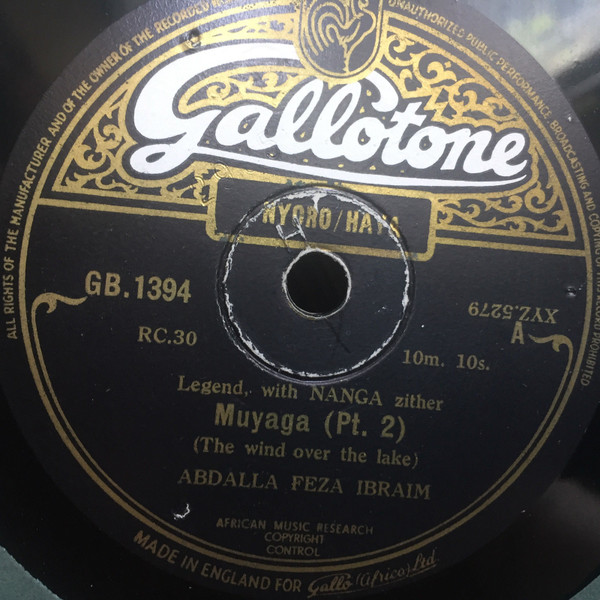 ALL RIGHTS OF THE MANUFACTURER AND OF THE OWNER OF THE RECORDED
UNAUTHORIZED PUBLIC PERFORMANCE BROADCASTING AND COPYING OF RECORD PROHIBITED
Gallotone
NYORO/HAYA
GB.1394
XYZ.5279
A
RC.30
10m. 10s.
Legend, with NANGA zither
Muyaga (Pt. 2)
(The wind over the lake)
ABDALLA FEZA IBRAIM
AFRICAN MUSIC RESEARCH
COPYRIGHT
CONTROL
MADE IN ENGLAND FOR Gallo (Africa) Ltd.